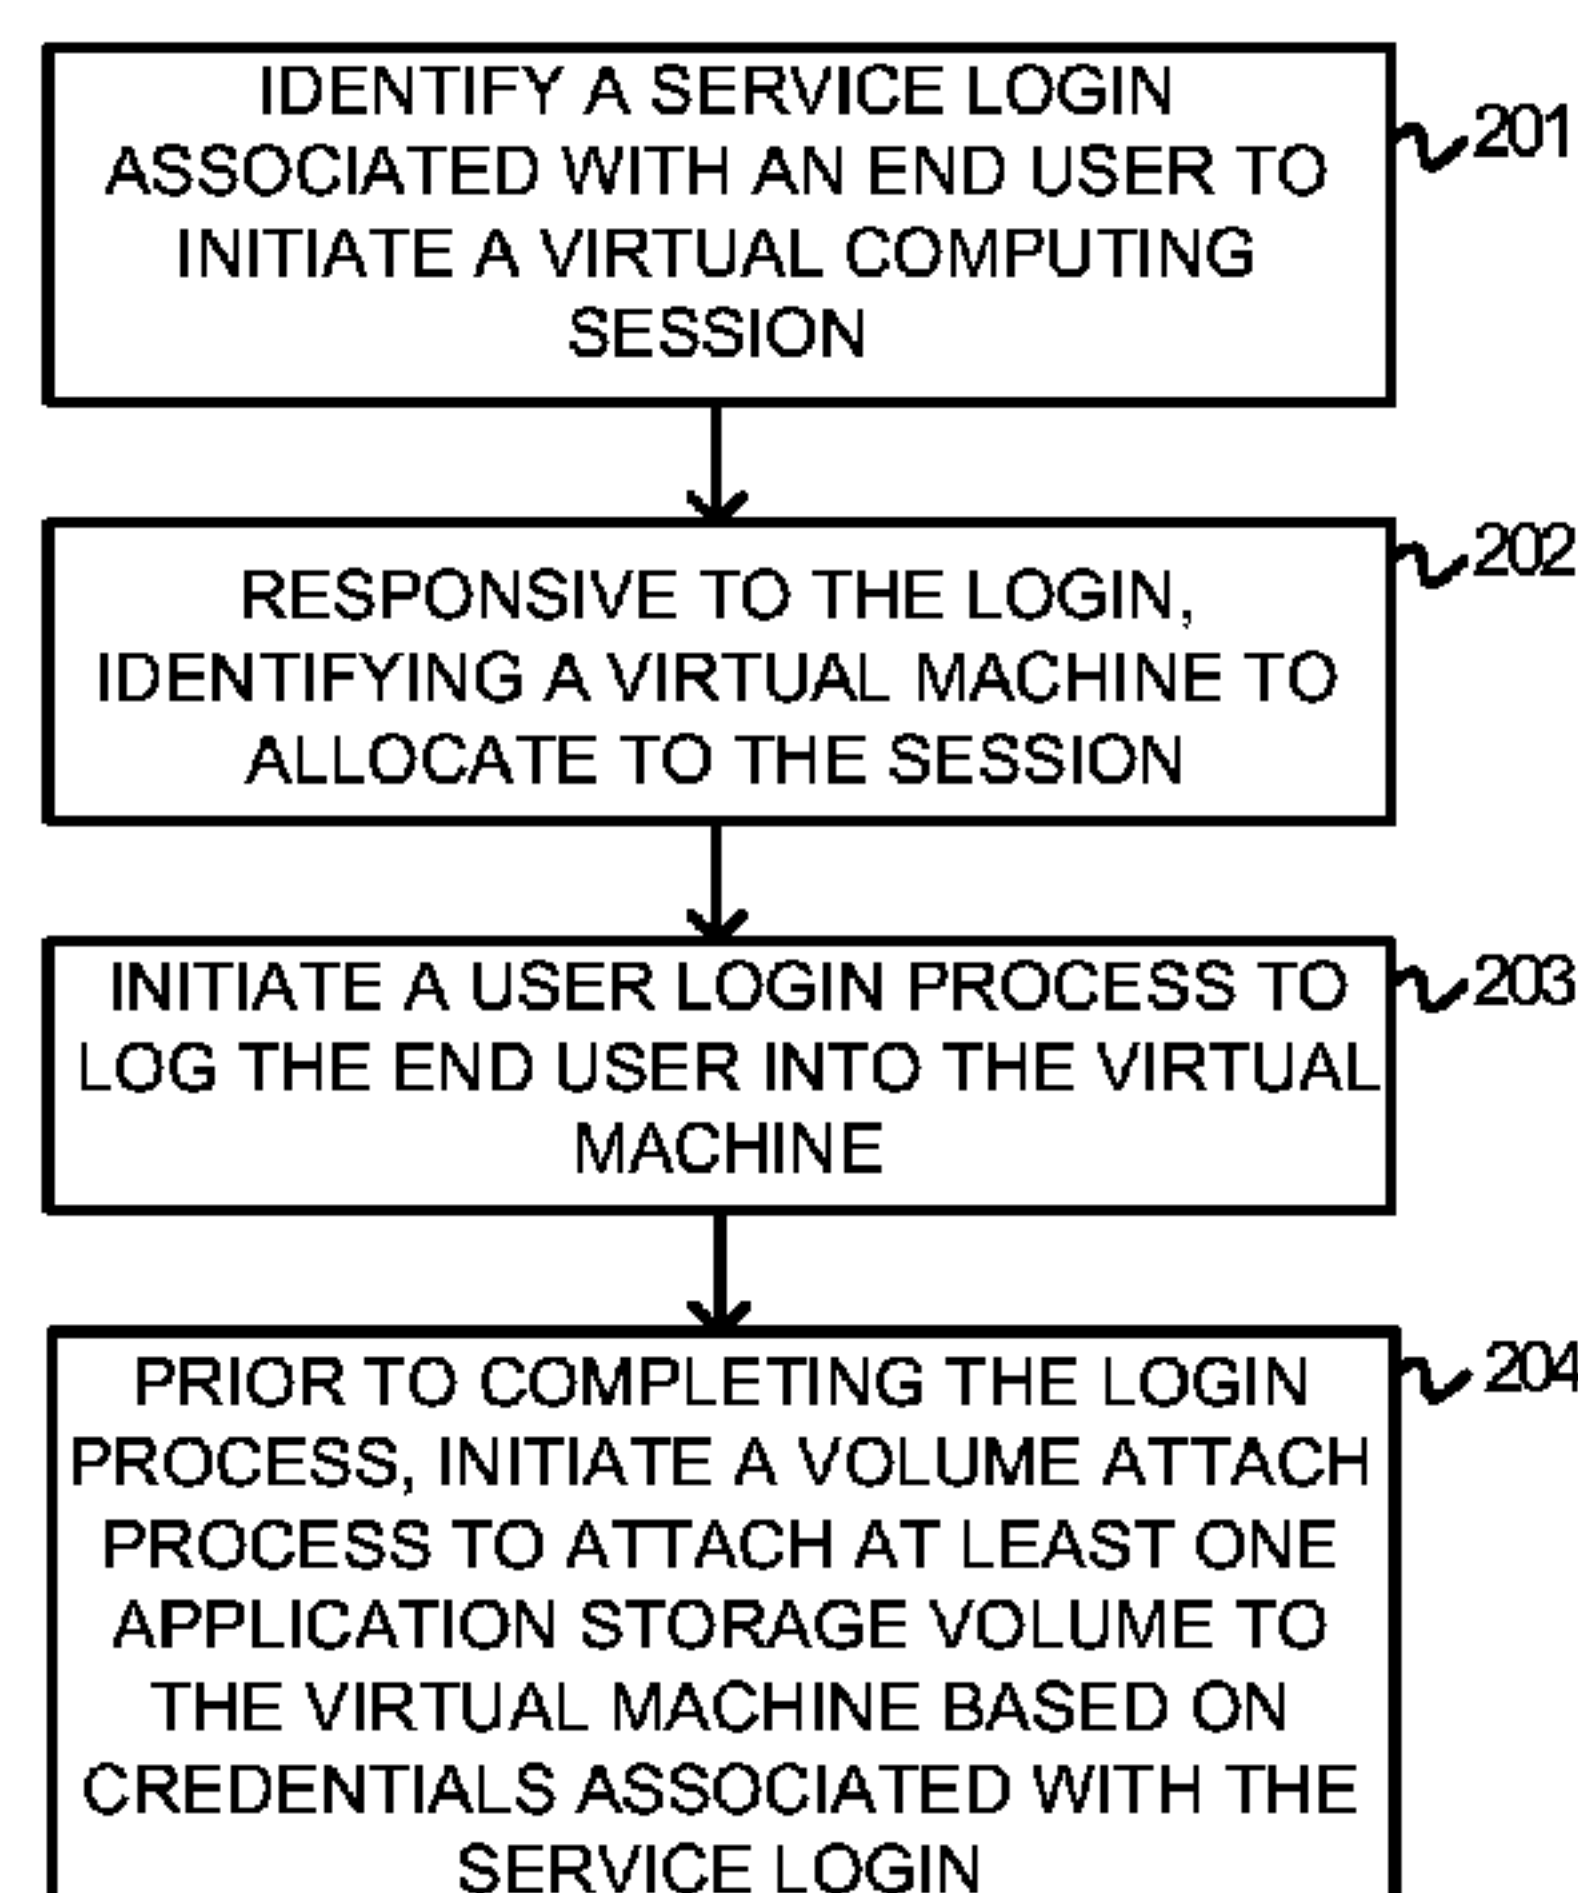 IDENTIFY A SERVICE LOGIN
ASSOCIATED WITH AN END USER TO
INITIATE A VIRTUAL COMPUTING
SESSION
201
RESPONSIVE TO THE LOGIN,
IDENTIFYING A VIRTUAL MACHINE TO
ALLOCATE TO THE SESSION
202
INITIATE A USER LOGIN PROCESS TO
LOG THE END USER INTO THE VIRTUAL
MACHINE
203
PRIOR TO COMPLETING THE LOGIN
PROCESS, INITIATE A VOLUME ATTACH
PROCESS TO ATTACH AT LEAST ONE
APPLICATION STORAGE VOLUME TO
THE VIRTUAL MACHINE BASED ON
CREDENTIALS ASSOCIATED WITH THE
SERVICE LOGIN
204